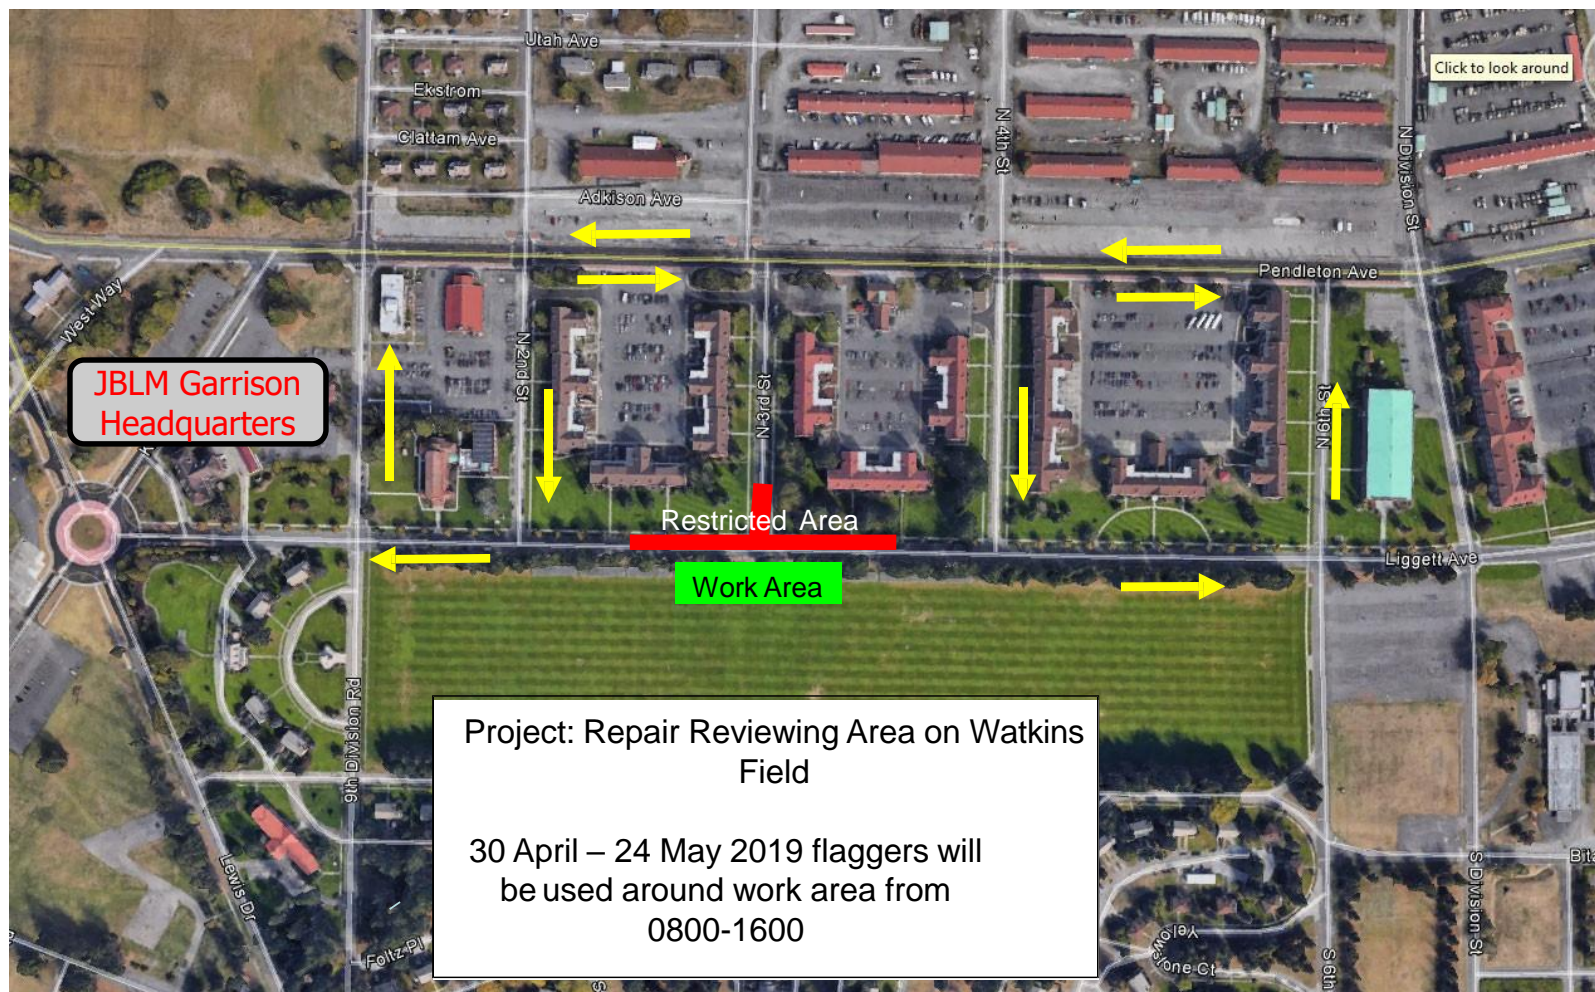 Utah Ave
Click to look around
Ekstrom
Clattam Ave
N 4th St
N Division St
Adkison Ave
Pendleton Ave
West Way
JBLM Garrison
Headquarters
N 2nd St
N 3rd St
N 6th St
Restricted Area
Liggett Ave
Work Area
9th Division Rd
Project: Repair Reviewing Area on Watkins
Field
30 April – 24 May 2019 flaggers will
be used around work area from
0800-1600
Lewis Dr
Foltz Pl
S Division St
Yellowstone Ct
S 6th